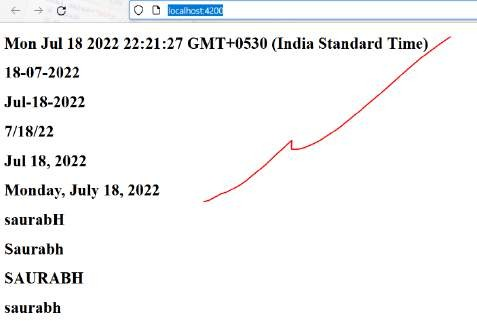 localhost:4200
Mon Jul 18 2022 22:21:27 GMT+0530 (India Standard Time)
18-07-2022
Jul-18-2022
7/18/22
Jul 18, 2022
Monday, July 18, 2022
saurabH
Saurabh
SAURABH
saurabh